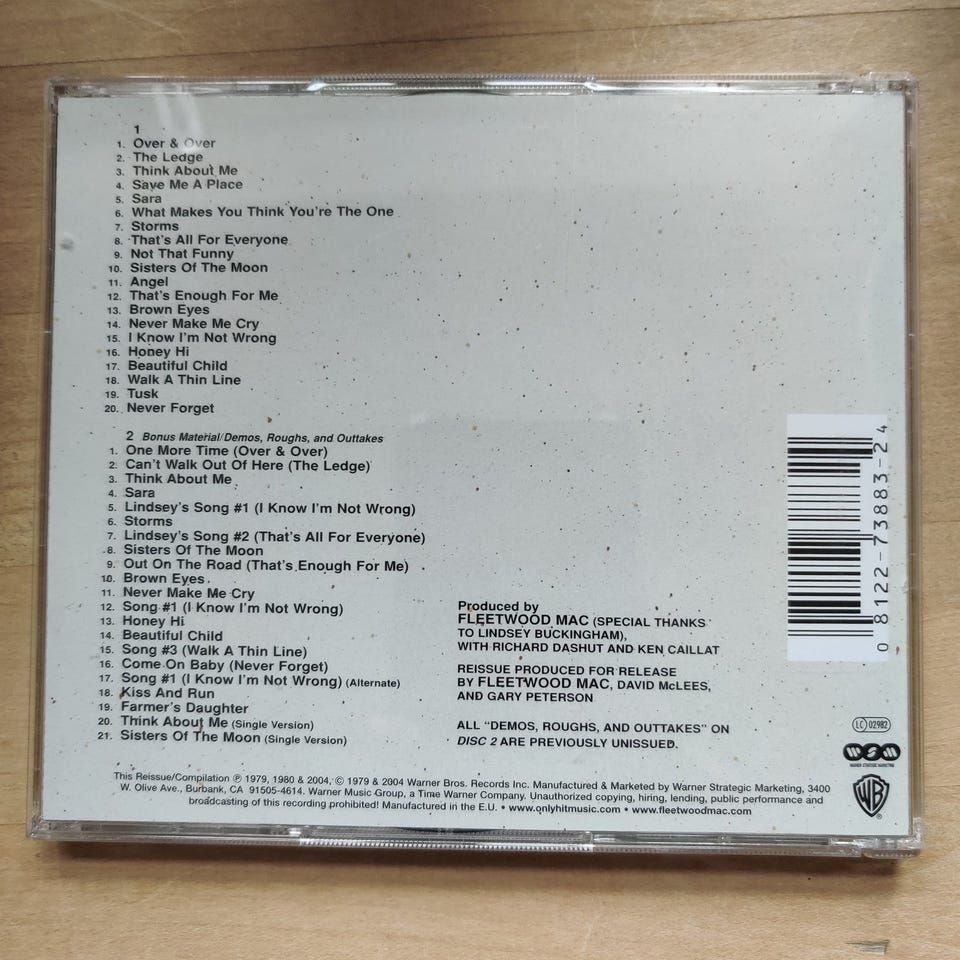 1
1. Over & Over
2. The Ledge
3. Think About Me
4. Save Me A Place
5. Sara
6. What Makes You Think You're The One
7. Storms
8. That's All For Everyone
9. Not That Funny
10. Sisters Of The Moon
11. Angel
12. That's Enough For Me
13. Brown Eyes
14. Never Make Me Cry
15. I Know I'm Not Wrong
16. Honey Hi
17. Beautiful Child
18. Walk A Thin Line
19. Tusk
20. Never Forget
2 Bonus Material/Demos, Roughs, and Outtakes
1. One More Time (Over & Over)
2. Can't Walk Out Of Here (The Ledge)
3. Think About Me
4. Sara
5. Lindsey's Song #1 (I Know I'm Not Wrong)
6. Storms
7. Lindsey's Song #2 (That's All For Everyone)
8. Sisters Of The Moon
9. Out On The Road (That's Enough For Me)
10. Brown Eyes
11. Never Make Me Cry
12. Song #1 (I Know I'm Not Wrong)
13. Honey Hi
14. Beautiful Child
15. Song #3 (Walk A Thin Line)
16. Come On Baby (Never Forget)
17. Song #1 (I Know I'm Not Wrong) (Alternate)
18. Kiss And Run
19. Farmer's Daughter
20. Think About Me (Single Version)
21. Sisters Of The Moon (Single Version)
Produced by
FLEETWOOD MAC (SPECIAL THANKS
TO LINDSEY BUCKINGHAM),
WITH RICHARD DASHUT AND KEN CAILLAT
REISSUE PRODUCED FOR RELEASE
BY FLEETWOOD MAC, DAVID McLEES,
AND GARY PETERSON
ALL "DEMOS, ROUGHS, AND OUTTAKES" ON
DISC 2 ARE PREVIOUSLY UNISSUED.
0 8122-73883-2 4
LC 02982
WSM
WARNER STRATEGIC MARKETING
WB
®
This Reissue/Compilation ℗ 1979, 1980 & 2004, © 1979 & 2004 Warner Bros. Records Inc. Manufactured & Marketed by Warner Strategic Marketing, 3400
W. Olive Ave., Burbank, CA 91505-4614. Warner Music Group, a Time Warner Company. Unauthorized copying, hiring, lending, public performance and
broadcasting of this recording prohibited! Manufactured in the E.U. • www.onlyhitmusic.com • www.fleetwoodmac.com